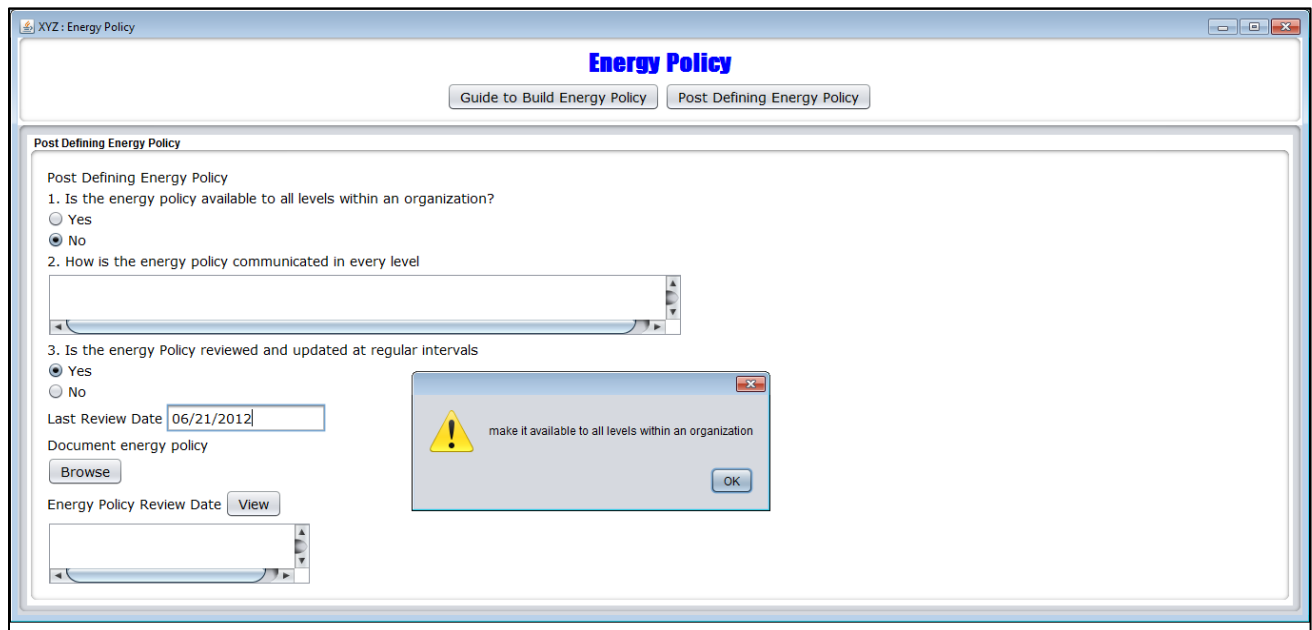 XYZ : Energy Policy
Energy Policy
Guide to Build Energy Policy Post Defining Energy Policy
Post Defining Energy Policy
Post Defining Energy Policy
1. Is the energy policy available to all levels within an organization?
Yes
No
2. How is the energy policy communicated in every level
3. Is the energy Policy reviewed and updated at regular intervals
Yes
No
Last Review Date 06/21/2012
Document energy policy
Browse
Energy Policy Review Date View
make it available to all levels within an organization
OK